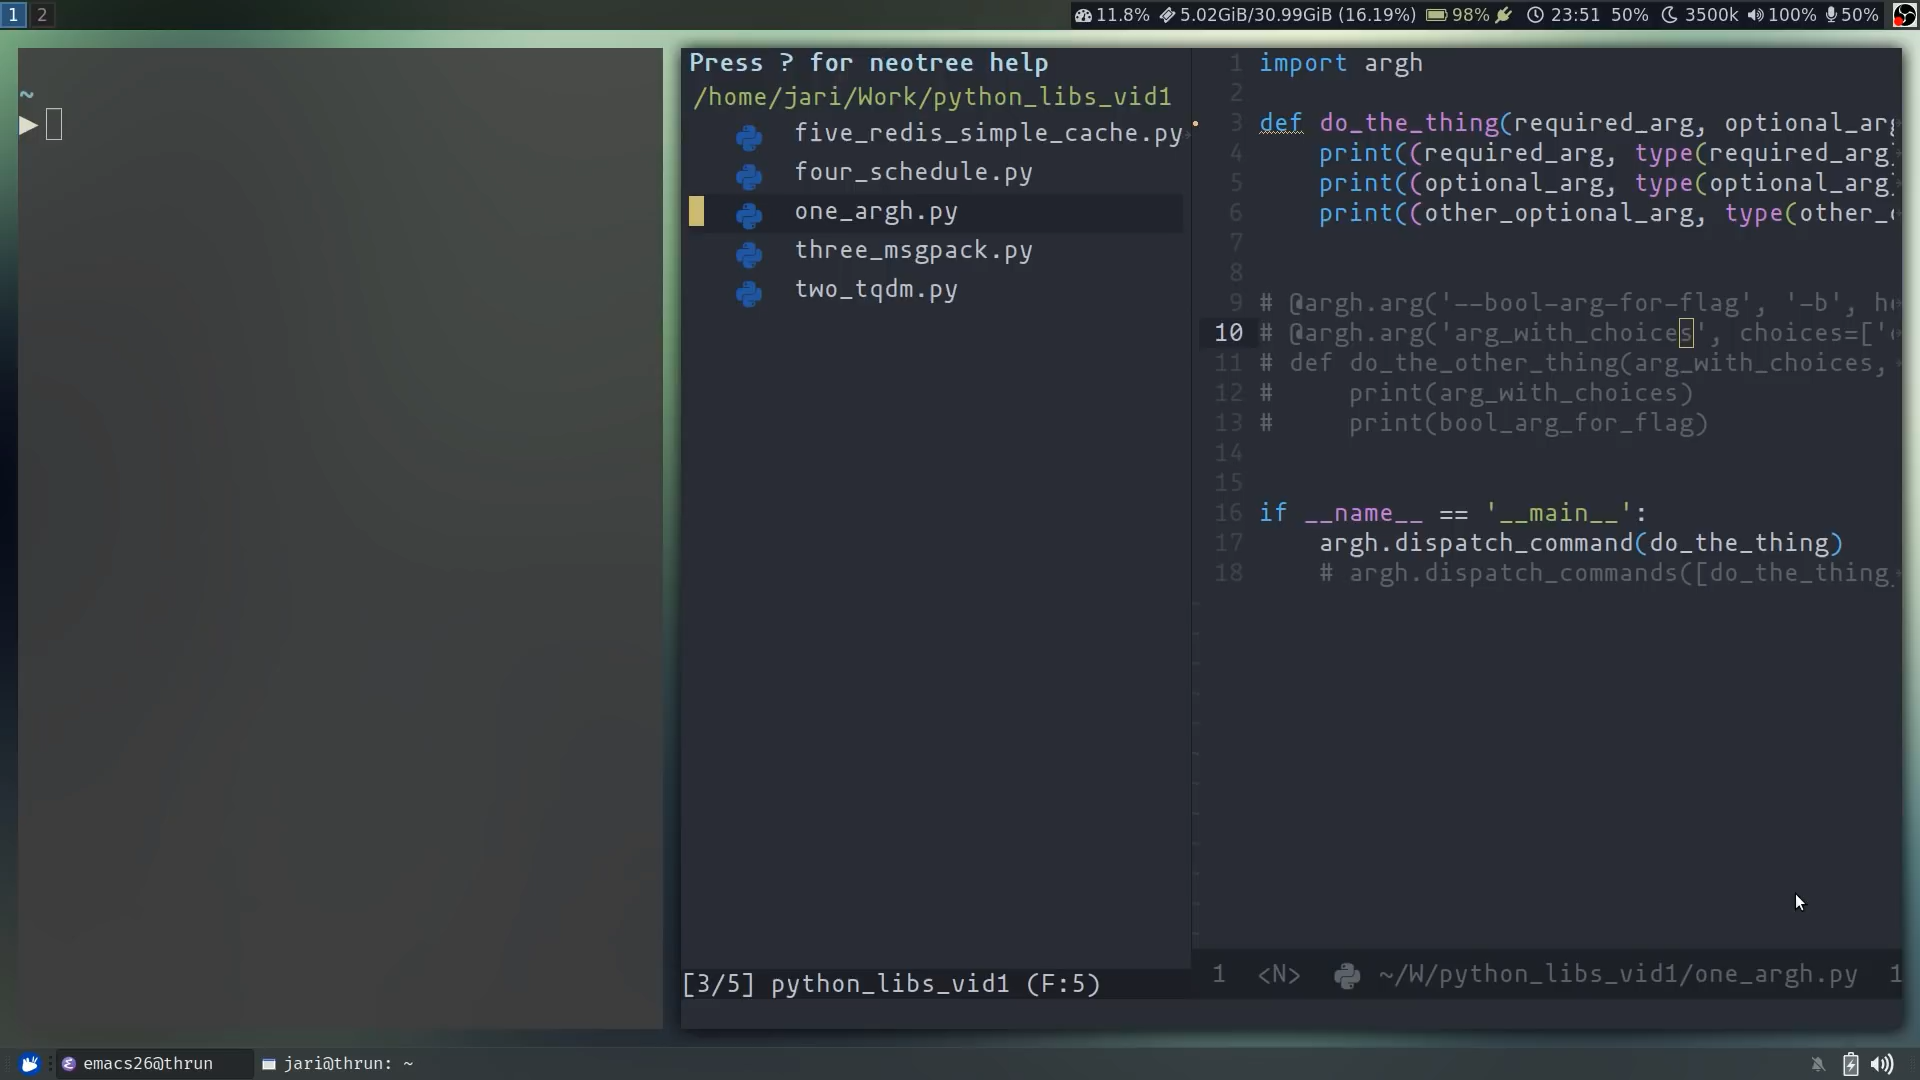 1 2
11.8% 5.02GiB/30.99GiB (16.19%) 98% 23:51 50% 3500k 100% 50%
~
Press ? for neotree help
/home/jari/Work/python_libs_vid1
five_redis_simple_cache.py
four_schedule.py
one_argh.py
three_msgpack.py
two_tqdm.py
[3/5] python_libs_vid1 (F:5)
1 import argh
2
3 def do_the_thing(required_arg, optional_arg
4 print((required_arg, type(required_arg)
5 print((optional_arg, type(optional_arg)
6 print((other_optional_arg, type(other_o
7
8
9 # @argh.arg('--bool-arg-for-flag', '-b', he
10 # @argh.arg('arg_with_choices', choices=['
11 # def do_the_other_thing(arg_with_choices,
12 # print(arg_with_choices)
13 # print(bool_arg_for_flag)
14
15
16 if __name__ == '__main__':
17 argh.dispatch_command(do_the_thing)
18 # argh.dispatch_commands([do_the_thing,
1 <N> ~/W/python_libs_vid1/one_argh.py 1
emacs26@thrun jari@thrun: ~